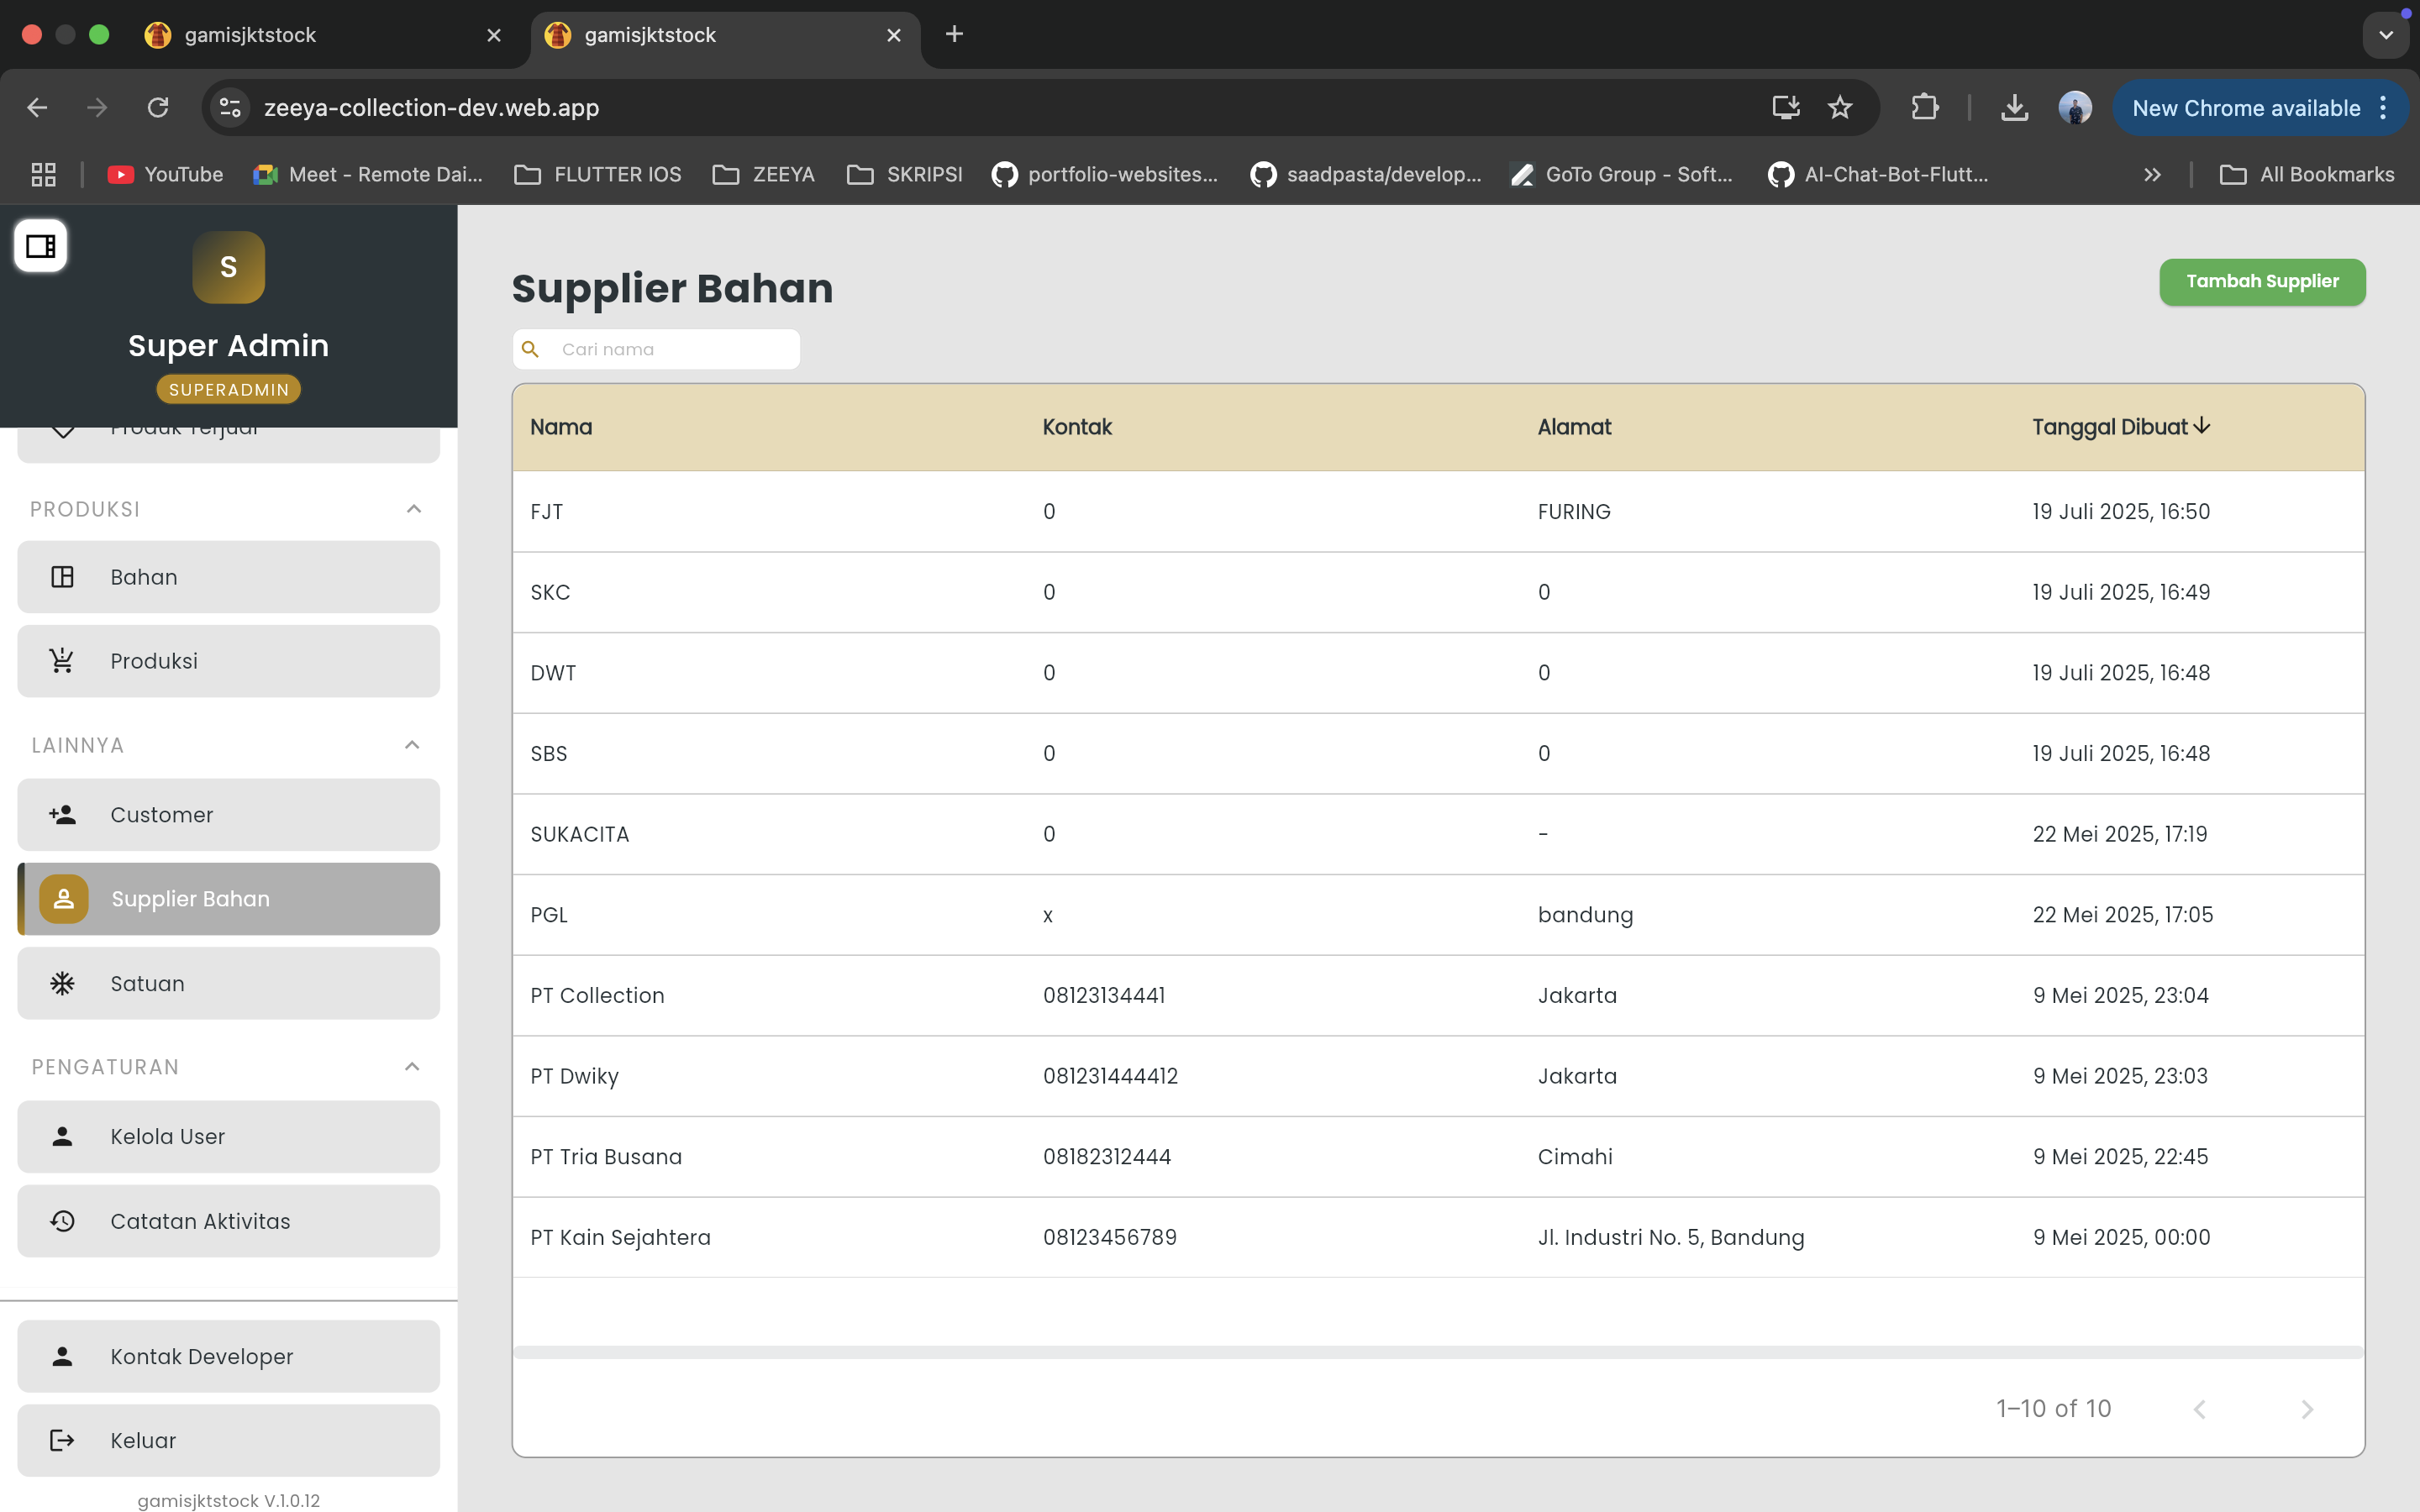 gamisjktstock
gamisjktstock
zeeya-collection-dev.web.app
New Chrome available
YouTube
Meet - Remote Dai...
FLUTTER IOS
ZEEYA
SKRIPSI
portfolio-websites...
saadpasta/develop...
GoTo Group - Soft...
AI-Chat-Bot-Flutt...
All Bookmarks
S
Super Admin
SUPERADMIN
Produk Terjual
PRODUKSI
Bahan
Produksi
LAINNYA
Customer
Supplier Bahan
Satuan
PENGATURAN
Kelola User
Catatan Aktivitas
Kontak Developer
Keluar
gamisjktstock V.1.0.12
Supplier Bahan
Tambah Supplier
Cari nama
Nama Kontak Alamat Tanggal Dibuat
FJT 0 FURING 19 Juli 2025, 16:50
SKC 0 0 19 Juli 2025, 16:49
DWT 0 0 19 Juli 2025, 16:48
SBS 0 0 19 Juli 2025, 16:48
SUKACITA 0 - 22 Mei 2025, 17:19
PGL x bandung 22 Mei 2025, 17:05
PT Collection 08123134441 Jakarta 9 Mei 2025, 23:04
PT Dwiky 081231444412 Jakarta 9 Mei 2025, 23:03
PT Tria Busana 08182312444 Cimahi 9 Mei 2025, 22:45
PT Kain Sejahtera 08123456789 Jl. Industri No. 5, Bandung 9 Mei 2025, 00:00
1–10 of 10